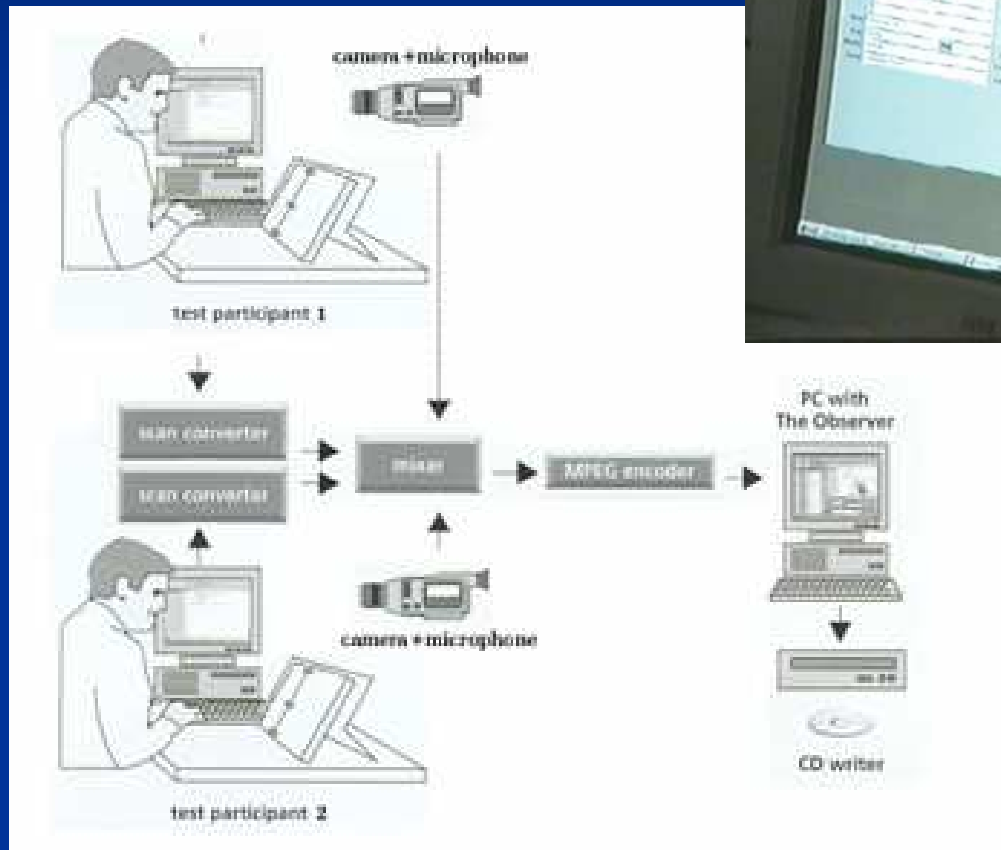 camera +microphone
test participant 1
scan converter
scan converter
mixer
MPEG encoder
PC with
The Observer
camera +microphone
CD writer
test participant 2